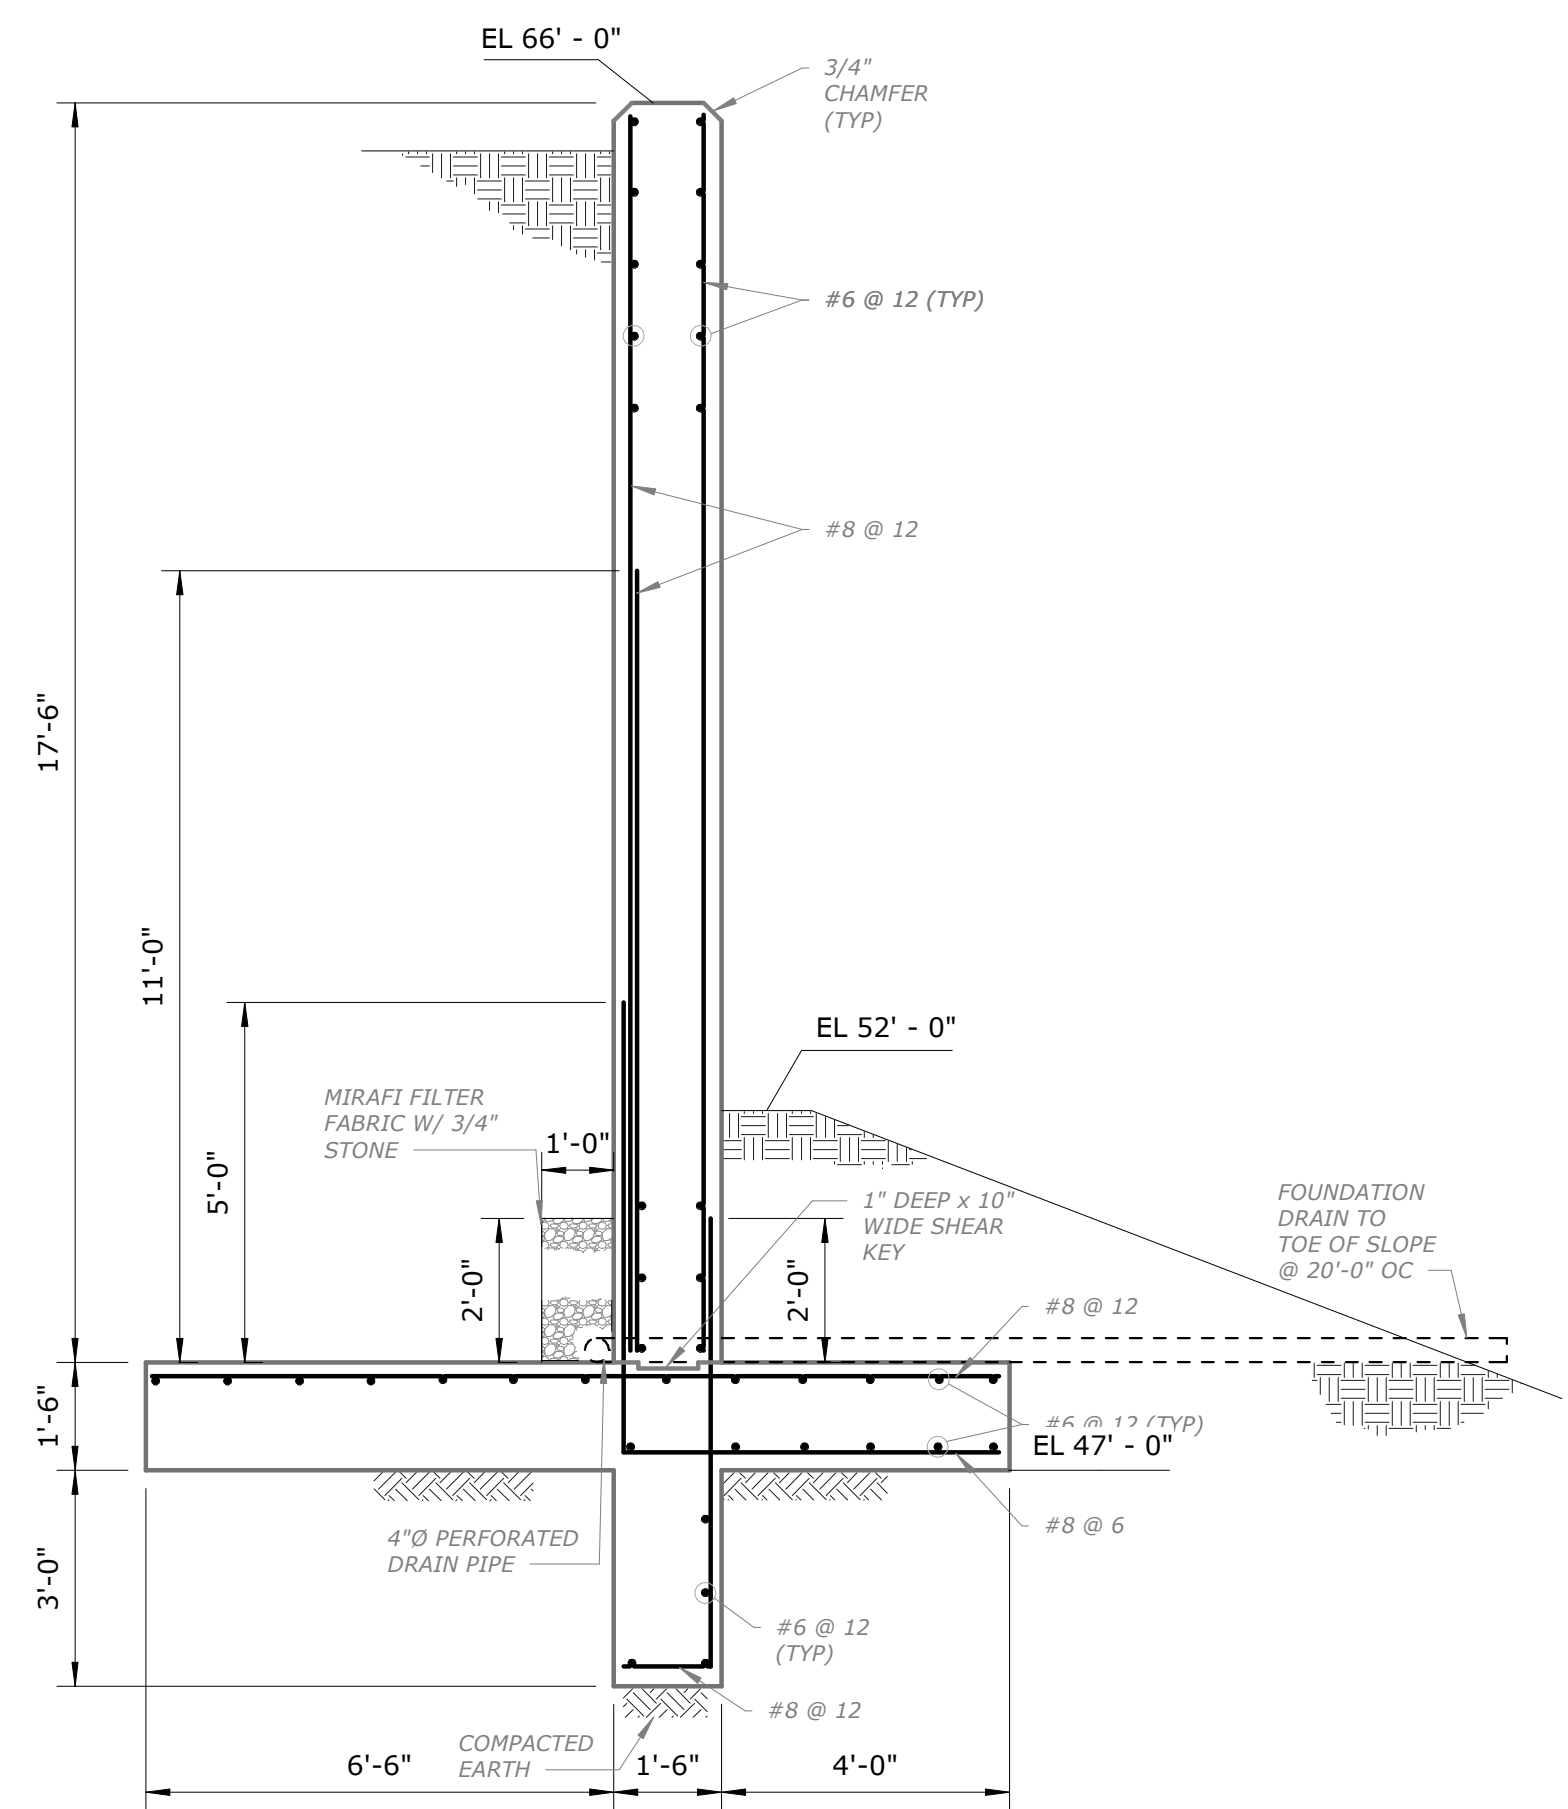 EL 66' - 0"
3/4"
CHAMFER
(TYP)
#6 @ 12 (TYP)
#8 @ 12
17'-6"
11'-0"
5'-0"
EL 52' - 0"
MIRAFI FILTER
FABRIC W/ 3/4"
STONE
1'-0"
2'-0"
1" DEEP x 10"
WIDE SHEAR
KEY
2'-0"
FOUNDATION
DRAIN TO
TOE OF SLOPE
@ 20'-0" OC
#8 @ 12
#6 @ 12 (TYP)
EL 47' - 0"
1'-6"
#8 @ 6
4"Ø PERFORATED
DRAIN PIPE
3'-0"
#6 @ 12
(TYP)
#8 @ 12
COMPACTED
EARTH
6'-6"
1'-6"
4'-0"